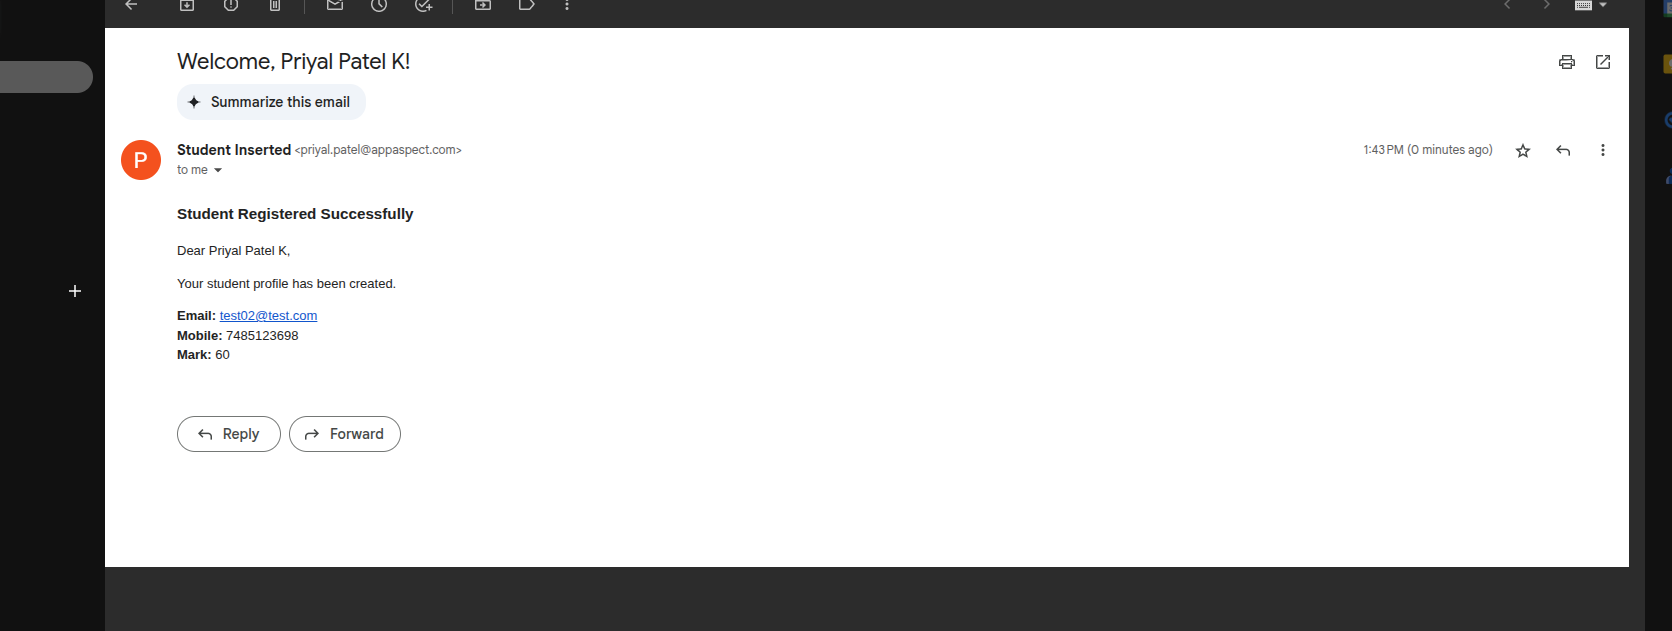 Welcome, Priyal Patel K!
Summarize this email
P
Student Inserted <priyal.patel@appaspect.com>
1:43 PM (0 minutes ago)
to me
Student Registered Successfully
Dear Priyal Patel K,
Your student profile has been created.
Email: test02@test.com
Mobile: 7485123698
Mark: 60
Reply
Forward